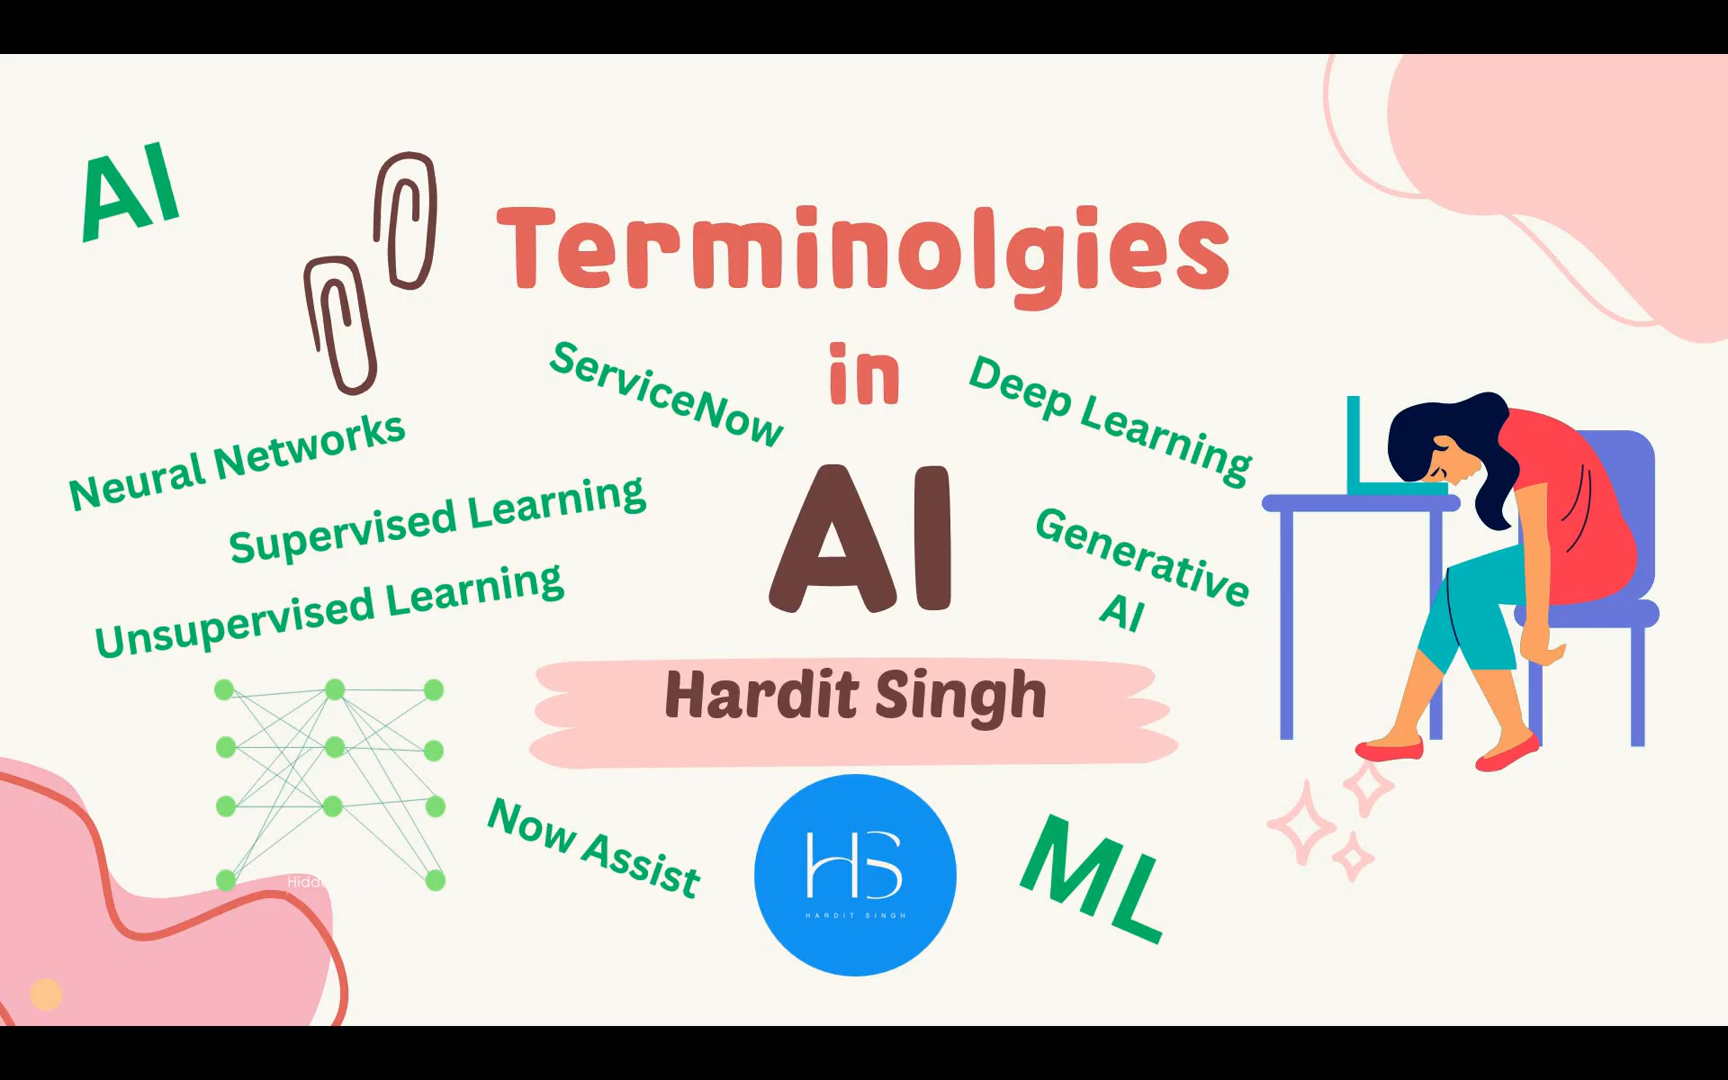 AI
Terminolgies
in
ServiceNow
Deep Learning
Neural Networks
AI
Supervised Learning
Generative
AI
Unsupervised Learning
Hardit Singh
Now Assist
HS
HARDIT SINGH
ML